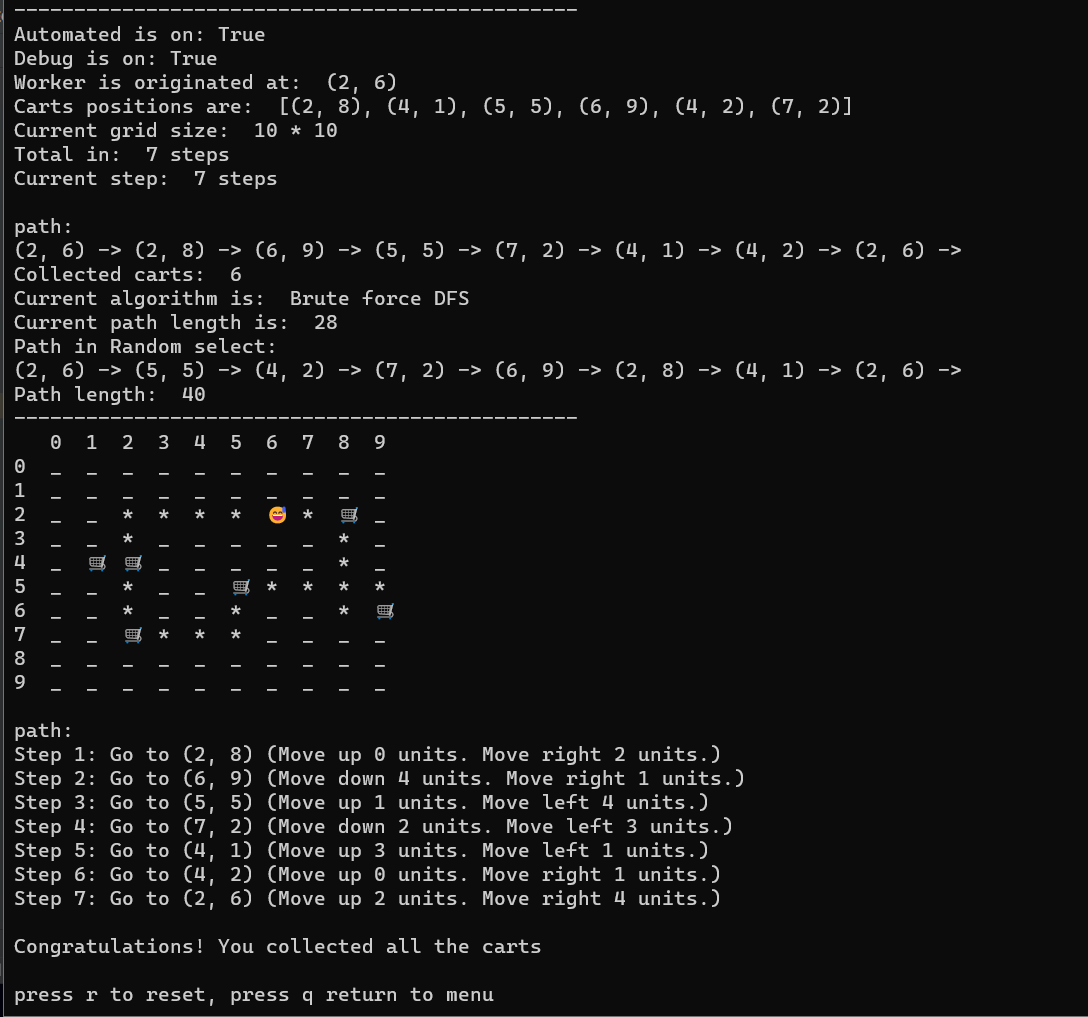 -----------------------------------------------
Automated is on: True
Debug is on: True
Worker is originated at:  (2, 6)
Carts positions are:  [(2, 8), (4, 1), (5, 5), (6, 9), (4, 2), (7, 2)]
Current grid size:  10 * 10
Total in:  7 steps
Current step:  7 steps

path:
(2, 6) -> (2, 8) -> (6, 9) -> (5, 5) -> (7, 2) -> (4, 1) -> (4, 2) -> (2, 6) ->
Collected carts:  6
Current algorithm is:  Brute force DFS
Current path length is:  28
Path in Random select:
(2, 6) -> (5, 5) -> (4, 2) -> (7, 2) -> (6, 9) -> (2, 8) -> (4, 1) -> (2, 6) ->
Path length:  40
-----------------------------------------------
   0  1  2  3  4  5  6  7  8  9
0  _  _  _  _  _  _  _  _  _  _
1  _  _  _  _  _  _  _  _  _  _
2  _  _  *  *  *  *  😅  *  🛒  _
3  _  _  *  _  _  _  _  _  *  _
4  _  🛒  🛒  _  _  _  _  _  *  _
5  _  _  *  _  _  🛒  *  *  *  *
6  _  _  *  _  _  *  _  _  *  🛒
7  _  _  🛒  *  *  *  _  _  _  _
8  _  _  _  _  _  _  _  _  _  _
9  _  _  _  _  _  _  _  _  _  _

path:
Step 1: Go to (2, 8) (Move up 0 units. Move right 2 units.)
Step 2: Go to (6, 9) (Move down 4 units. Move right 1 units.)
Step 3: Go to (5, 5) (Move up 1 units. Move left 4 units.)
Step 4: Go to (7, 2) (Move down 2 units. Move left 3 units.)
Step 5: Go to (4, 1) (Move up 3 units. Move left 1 units.)
Step 6: Go to (4, 2) (Move up 0 units. Move right 1 units.)
Step 7: Go to (2, 6) (Move up 2 units. Move right 4 units.)

Congratulations! You collected all the carts

press r to reset, press q return to menu